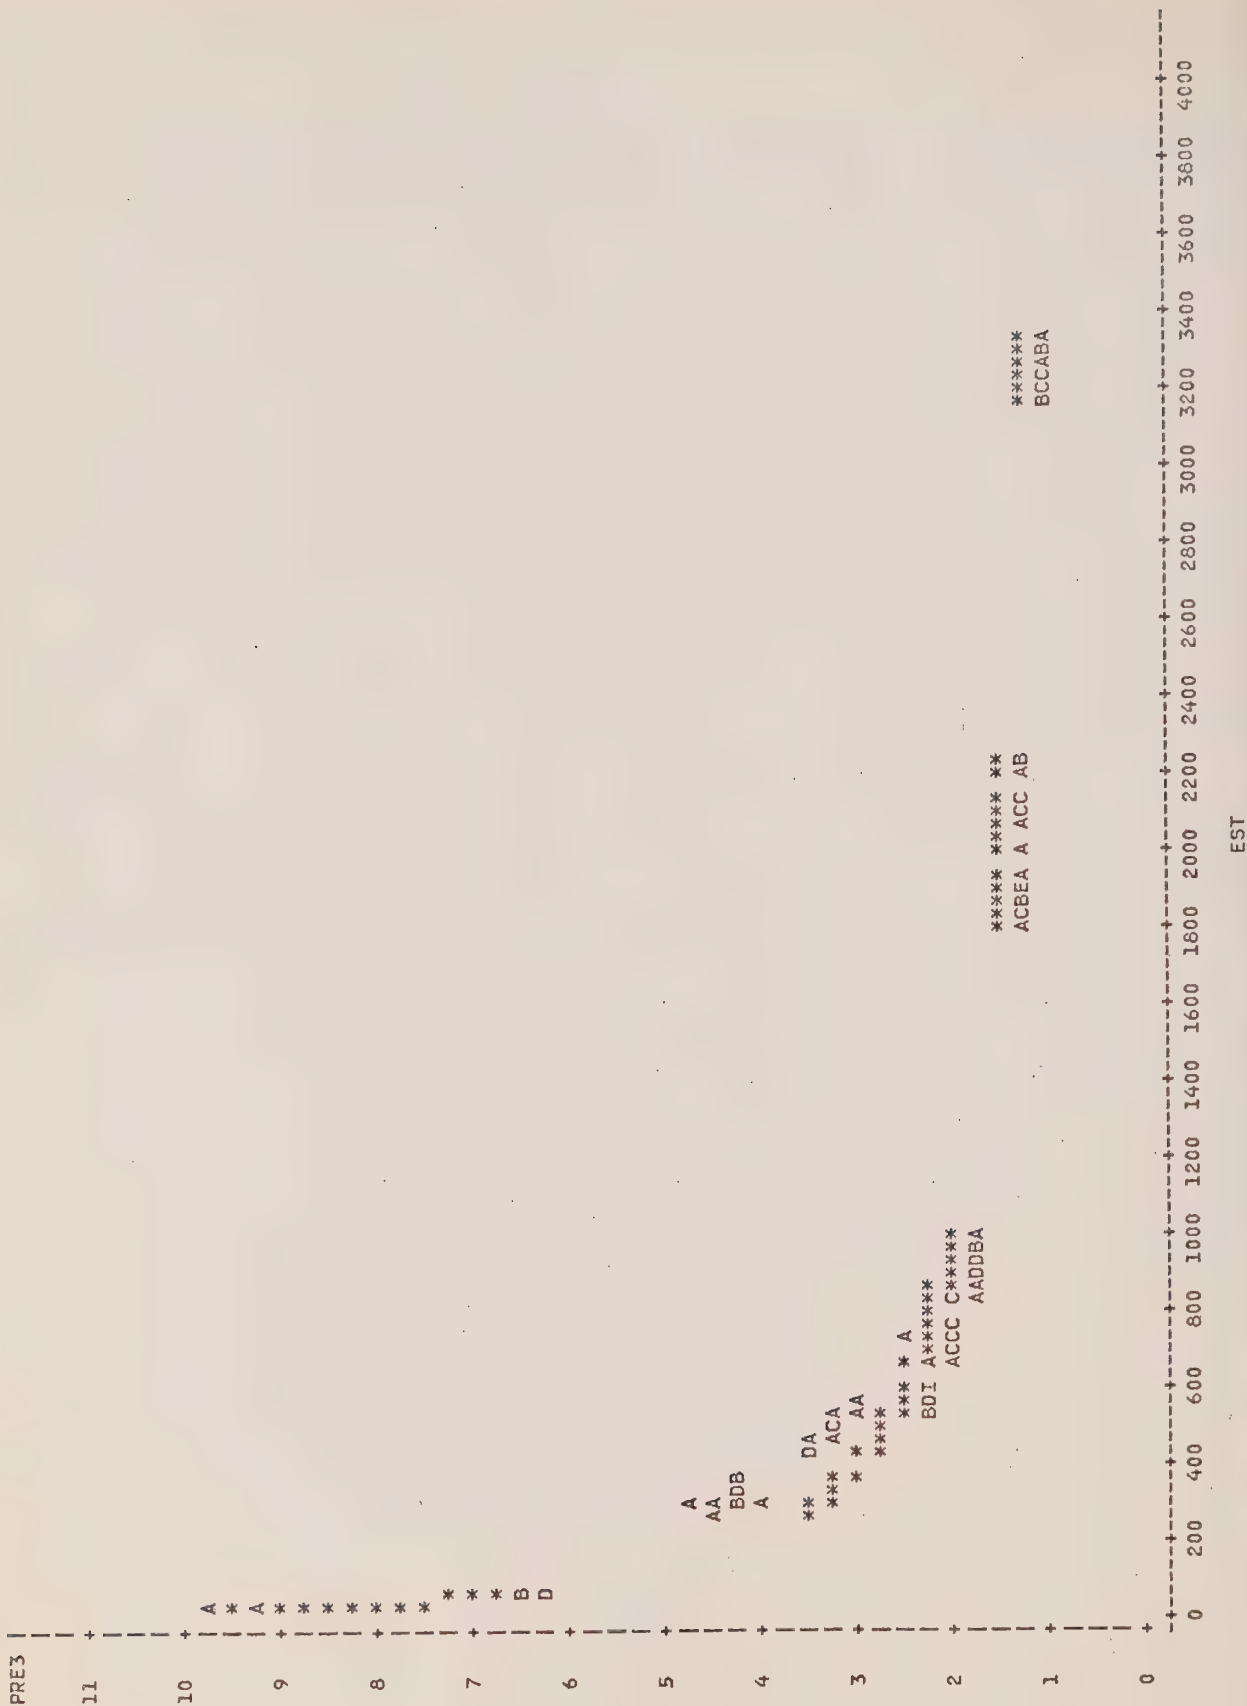 PRE3
11
10
A
*
A
9 *
*
*
*
8 *
*
*
*
7 *
*
B
D
6
5
A
AA
BDB
4 A
** DA
*** ACA
3 * * AA
****
*** * A
BDI A******
2 ACCC C*****
AADDBA
***** ***** **
ACBEA A ACC AB ******
1 BCCABA
0
0 200 400 600 800 1000 1200 1400 1600 1800 2000 2200 2400 2600 2800 3000 3200 3400 3600 3800 4000
EST